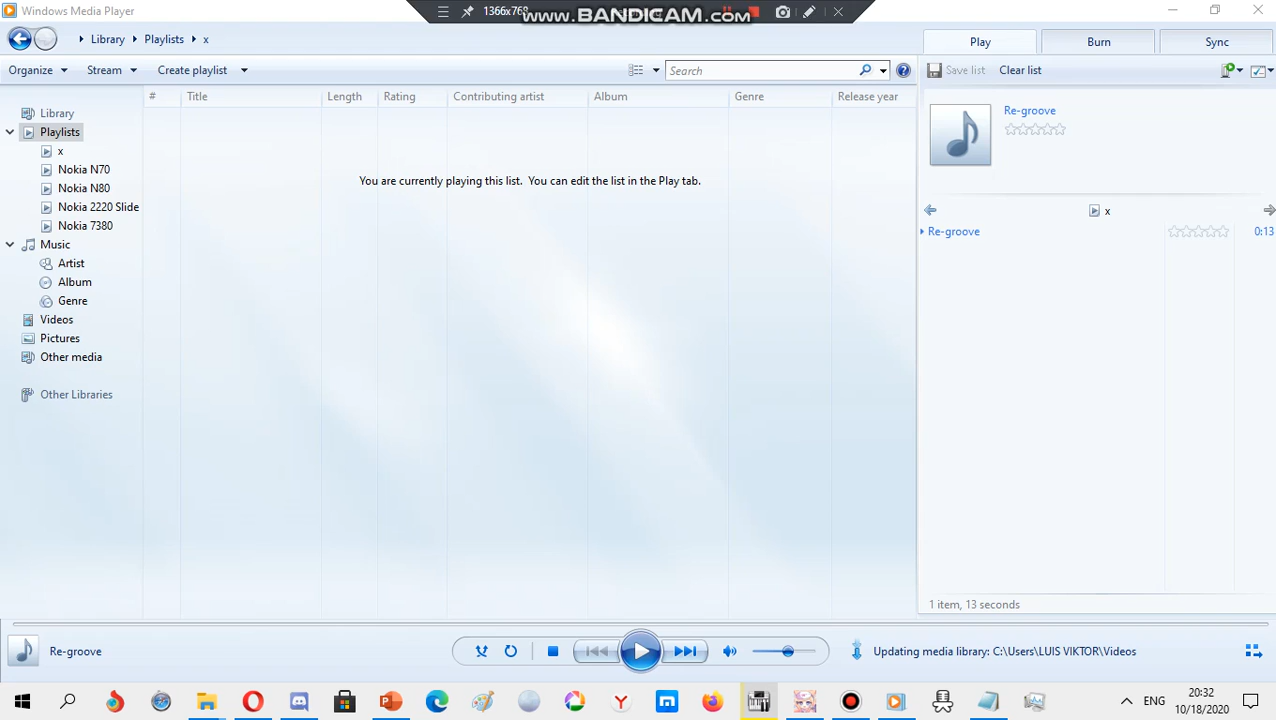 Windows Media Player
1366x768
www.BANDICAM.com
Library
Playlists
x
Play
Burn
Sync
Organize
Stream
Create playlist
Search
Save list
Clear list
#
Title
Length
Rating
Contributing artist
Album
Genre
Release year
Library
Playlists
x
Nokia N70
Nokia N80
Nokia 2220 Slide
Nokia 7380
Music
Artist
Album
Genre
Videos
Pictures
Other media
Other Libraries
You are currently playing this list. You can edit the list in the Play tab.
Re-groove
x
Re-groove 0:13
1 item, 13 seconds
Re-groove
Updating media library: C:\Users\LUIS VIKTOR\Videos
ENG
20:32
10/18/2020